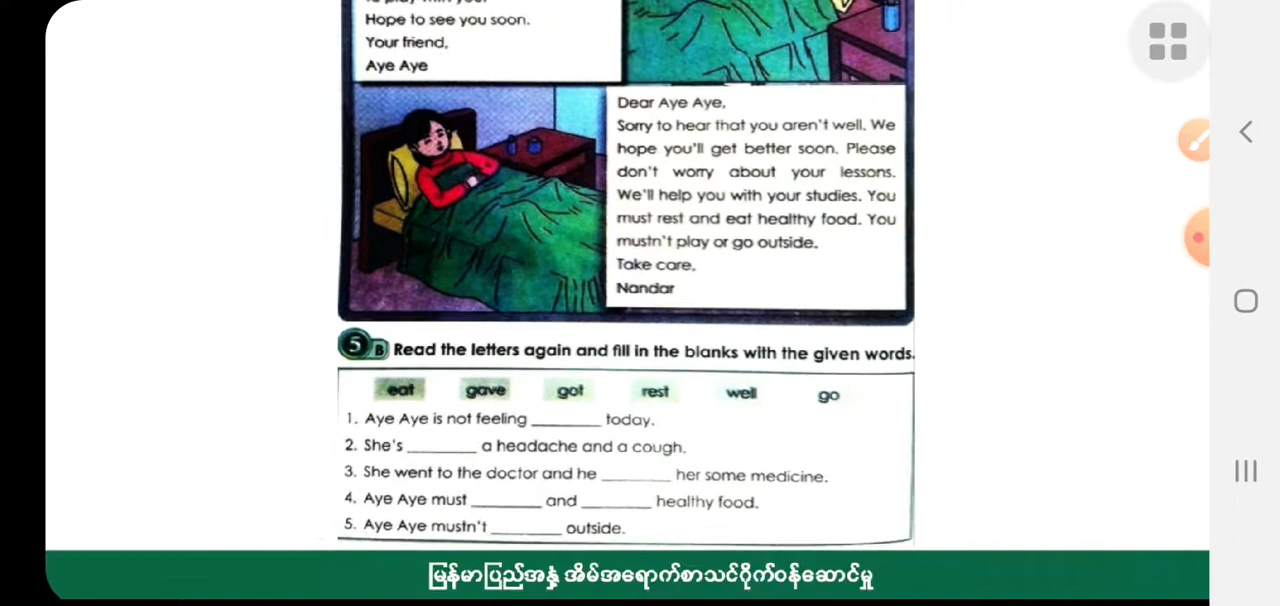 Hope to see you soon.
Your friend,
Aye Aye
Dear Aye Aye,
Sorry to hear that you aren't well. We
hope you'll get better soon. Please
don't worry about your lessons.
We'll help you with your studies. You
must rest and eat healthy food. You
mustn't play or go outside.
Take care,
Nandar
5 B Read the letters again and fill in the blanks with the given words.
eat gave got rest well go
1. Aye Aye is not feeling ________ today.
2. She's ________ a headache and a cough.
3. She went to the doctor and he ________ her some medicine.
4. Aye Aye must ________ and ________ healthy food.
5. Aye Aye mustn't ________ outside.
မြန်မာပြည်အနှံ့ အိမ်အရောက်စာသင်ဝိုက်ဝန်ဆောင်မှု